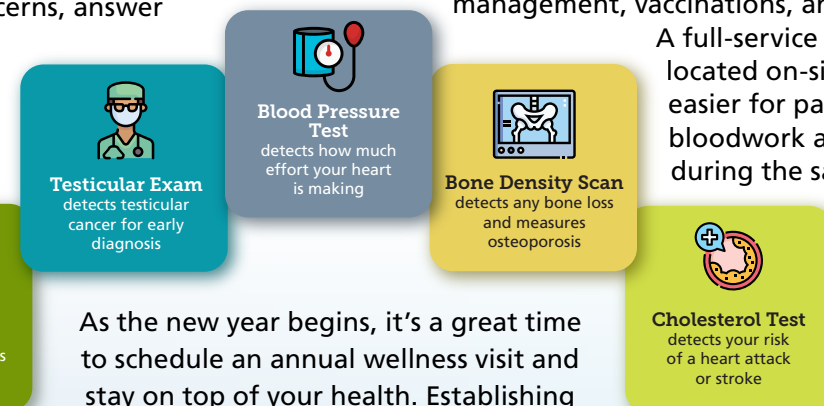 cerns, answer
management, vaccinations, an
A full-service
located on-si
easier for pa
bloodwork a
during the sa
Testicular Exam
detects testicular
cancer for early
diagnosis
Blood Pressure
Test
detects how much
effort your heart
is making
Bone Density Scan
detects any bone loss
and measures
osteoporosis
Cholesterol Test
detects your risk
of a heart attack
or stroke
s
As the new year begins, it’s a great time
to schedule an annual wellness visit and
stay on top of your health. Establishing